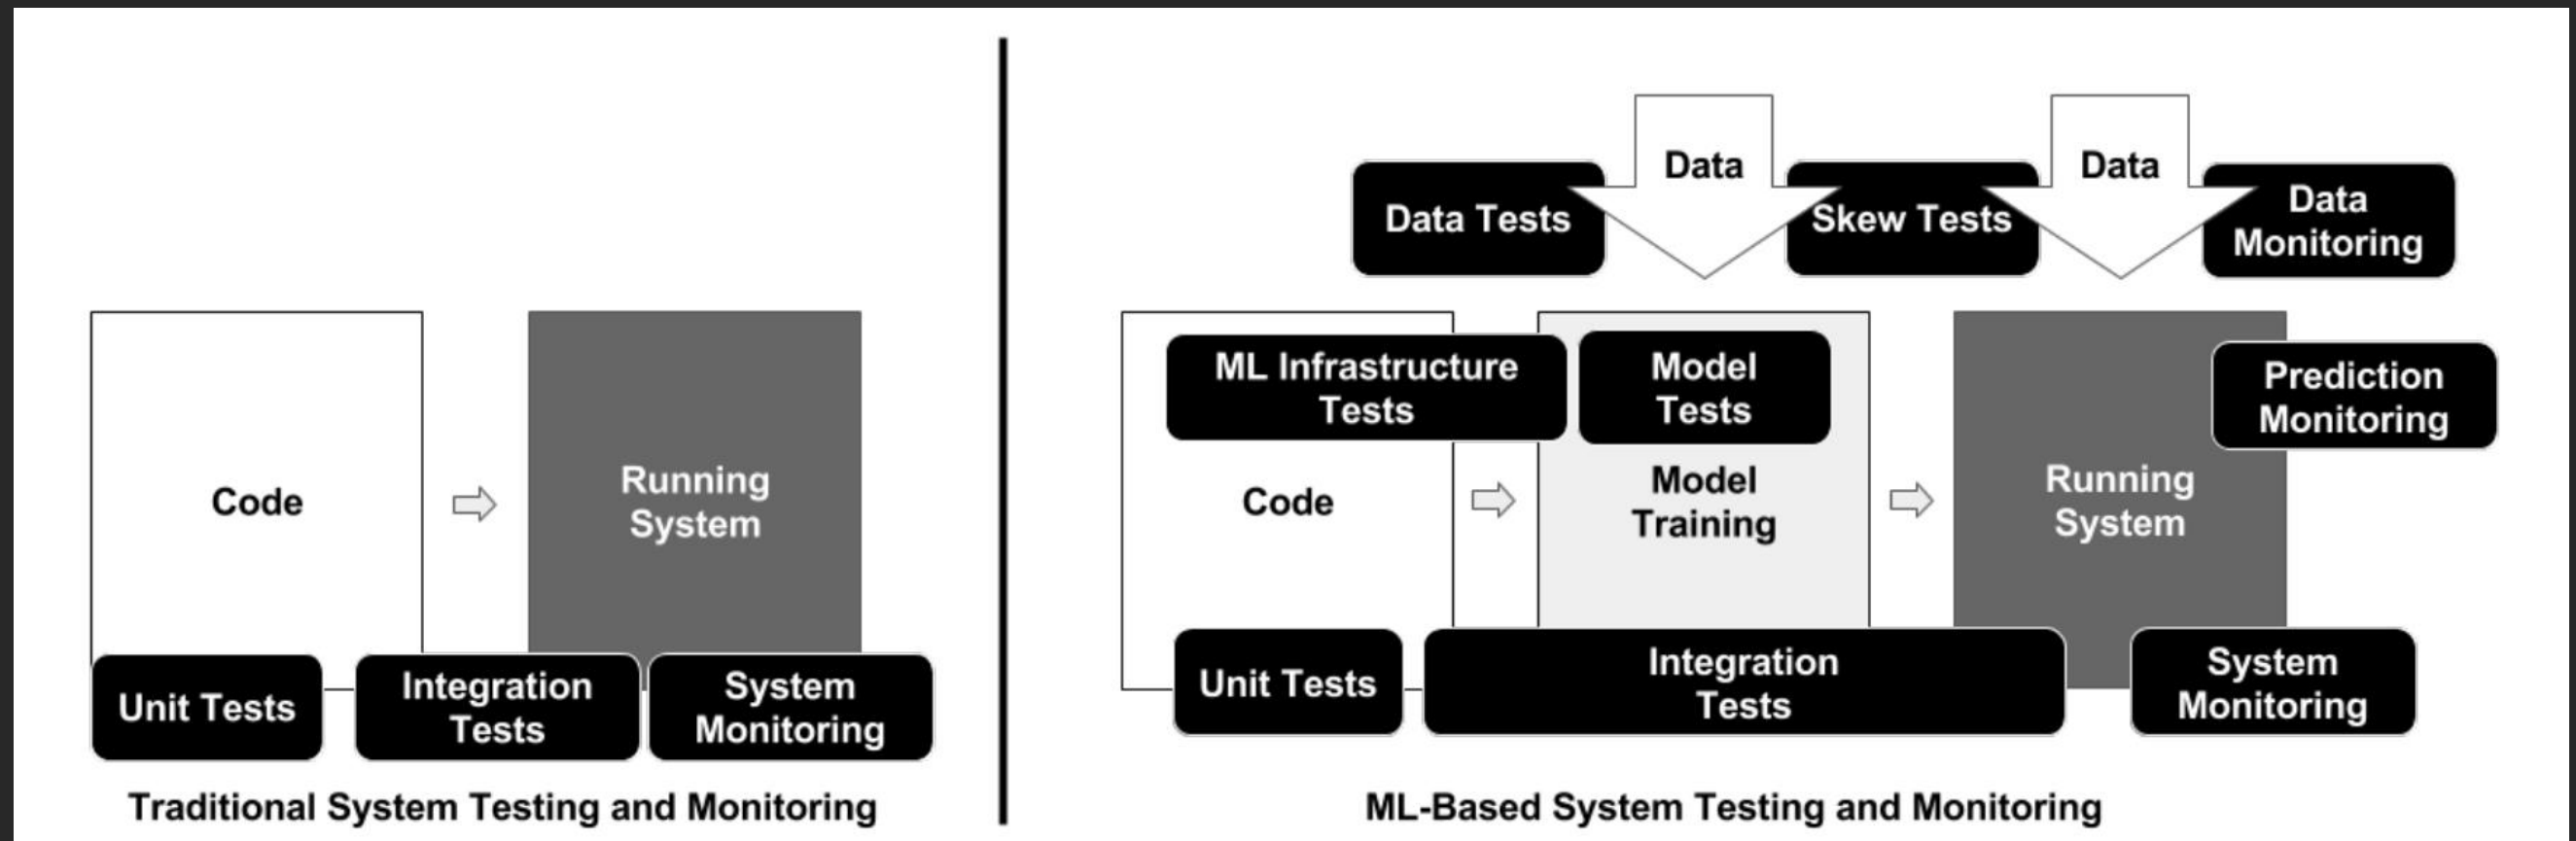 Code
Running
System
Unit Tests
Integration
Tests
System
Monitoring
Traditional System Testing and Monitoring
Data
Data
Data Tests
Skew Tests
Data
Monitoring
ML Infrastructure
Tests
Model
Tests
Prediction
Monitoring
Code
Model
Training
Running
System
Unit Tests
Integration
Tests
System
Monitoring
ML-Based System Testing and Monitoring